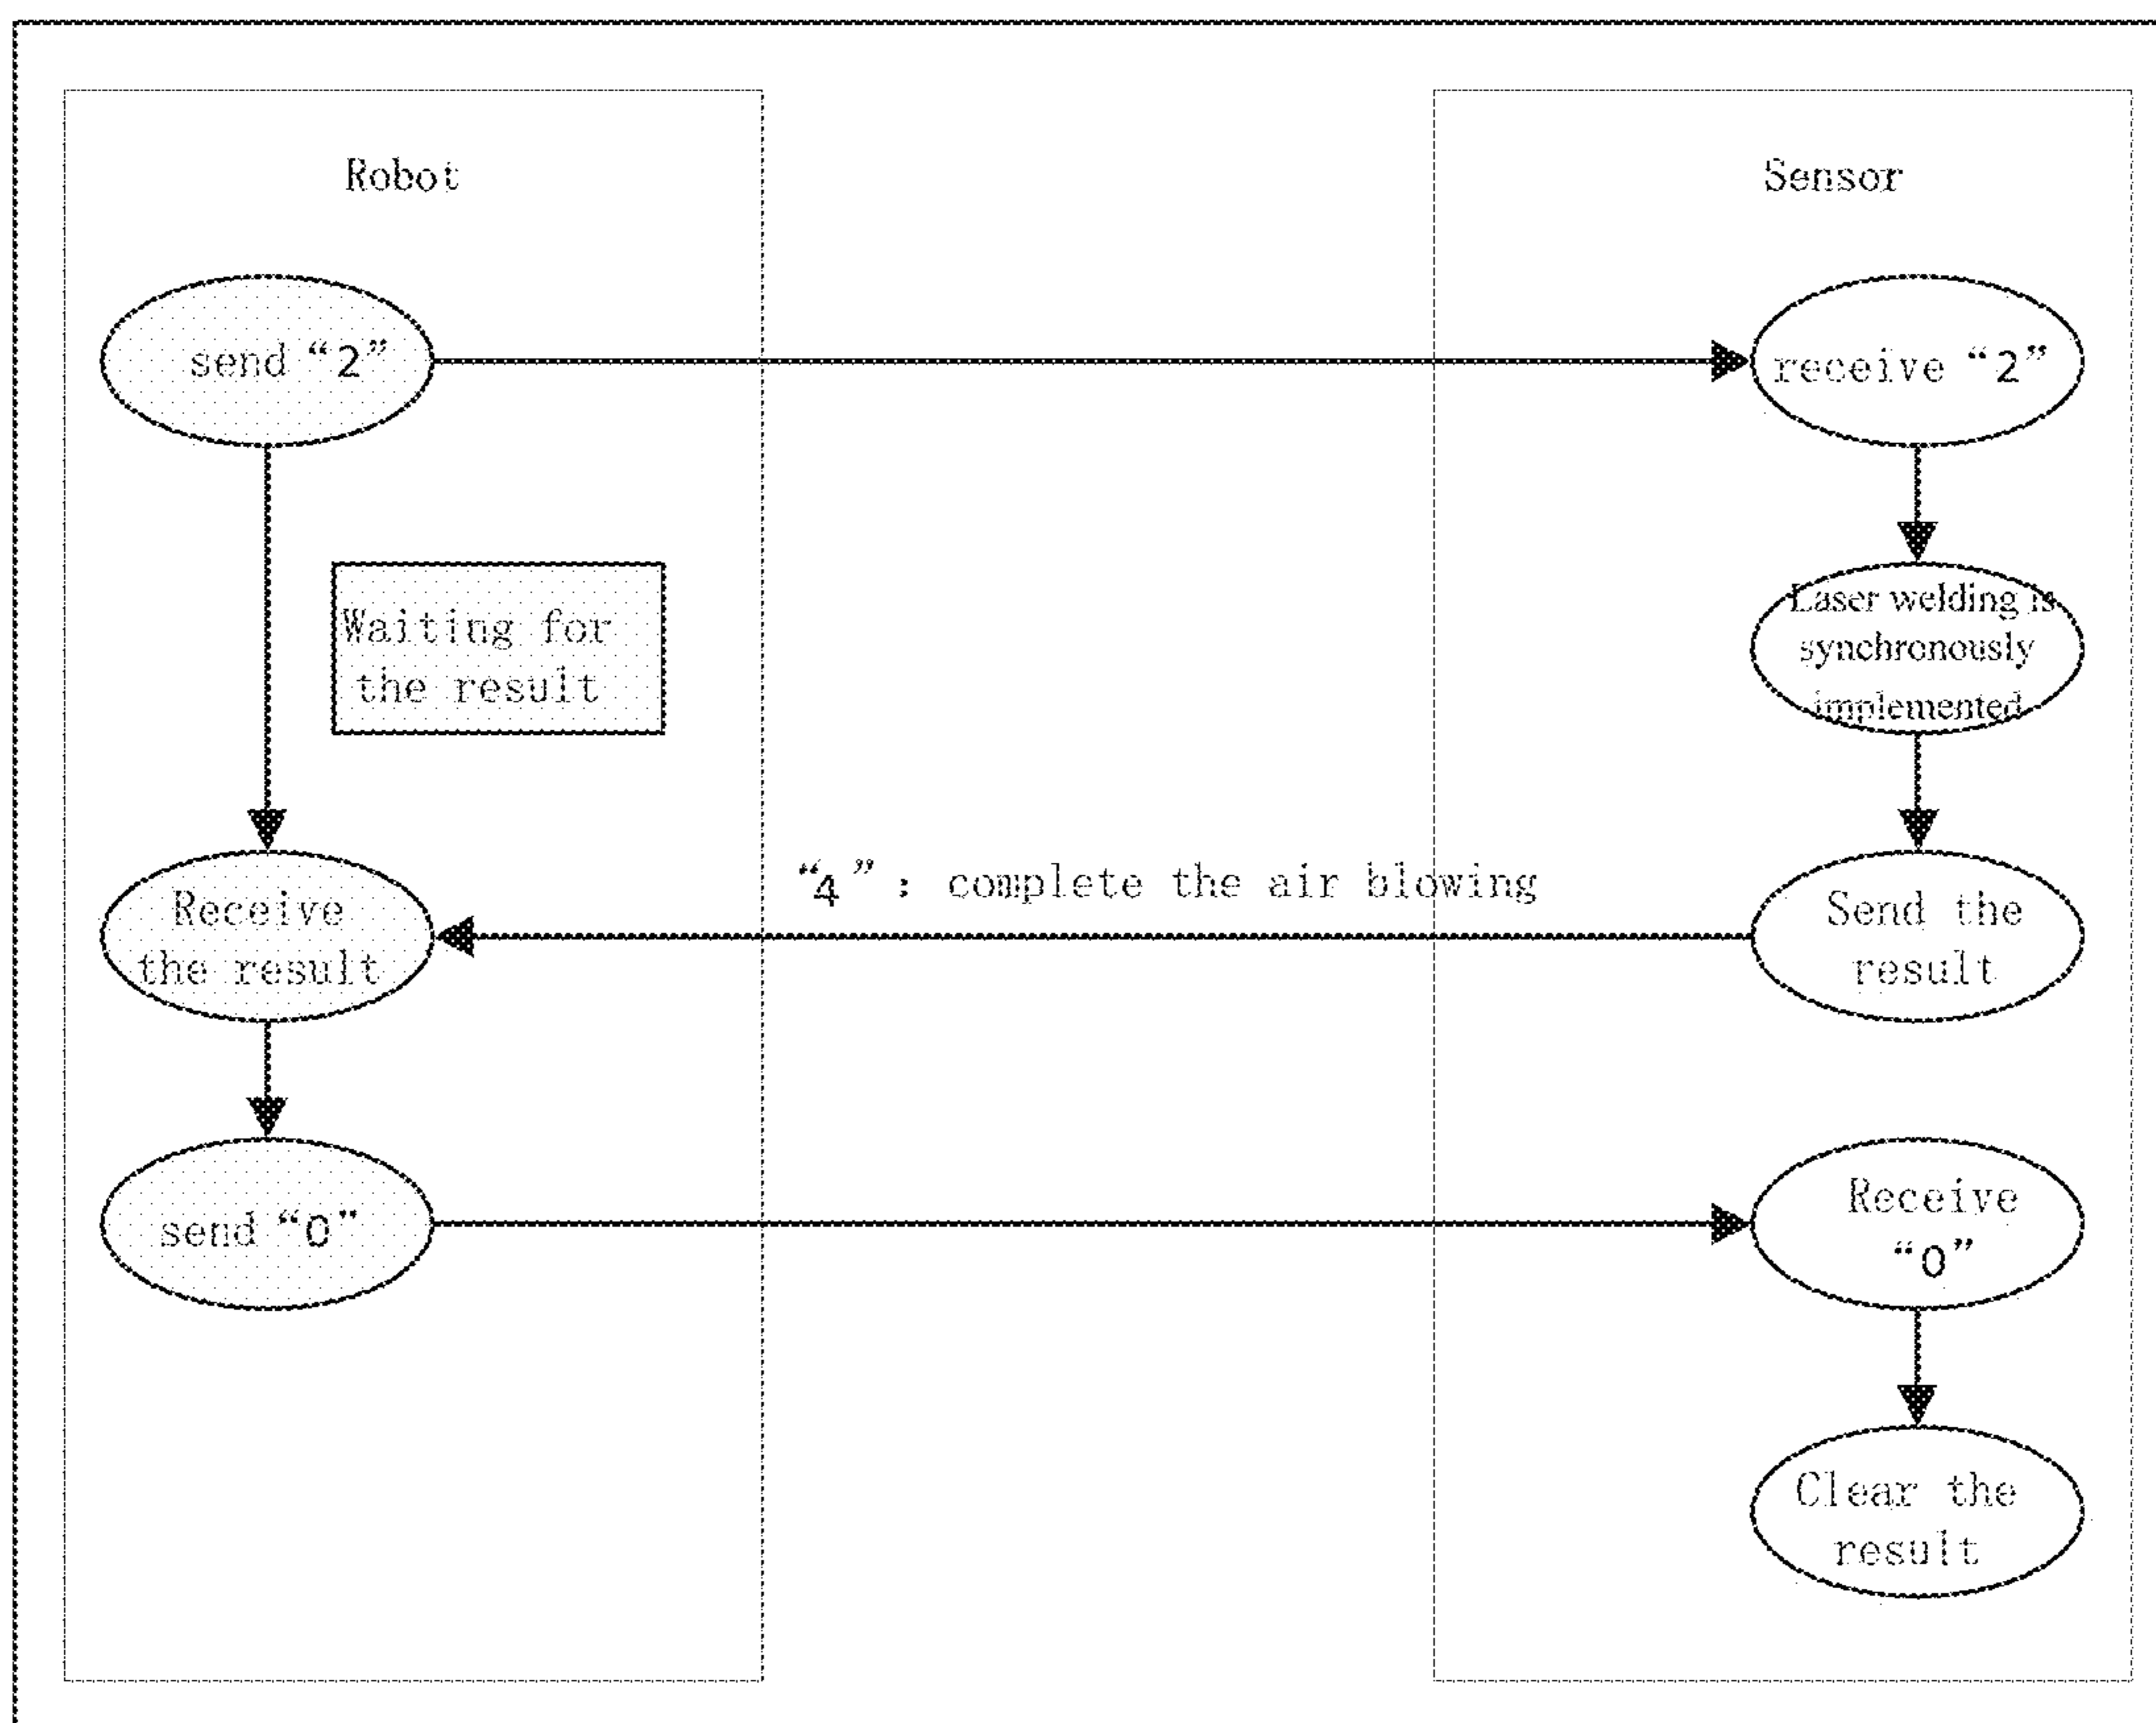 Robot
Sensor
send “2”
receive “2”
Waiting for
the result
Laser welding is
synchronously
implemented
“4”: complete the air blowing
Receive
the result
Send the
result
send “0”
Receive
“0”
Clear the
result